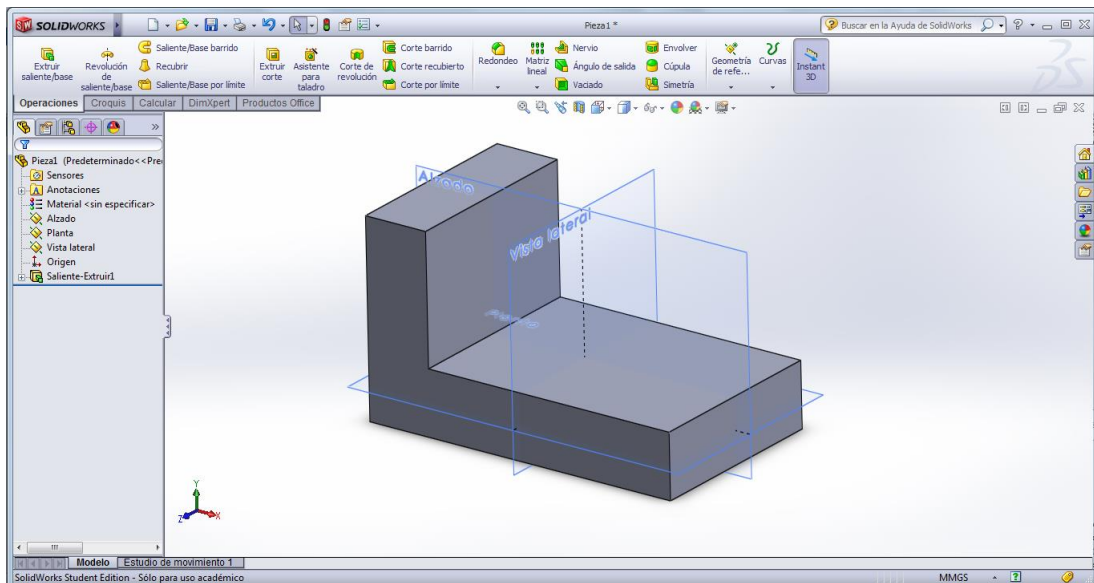 SOLIDWORKS
Pieza1 *
Buscar en la Ayuda de SolidWorks
Extruir saliente/base
Revolución de saliente/base
Saliente/Base barrido
Recubrir
Saliente/Base por límite
Extruir corte
Asistente para taladro
Corte de revolución
Corte barrido
Corte recubierto
Corte por límite
Redondeo
Matriz lineal
Nervio
Ángulo de salida
Vaciado
Envolver
Cúpula
Simetría
Geometría de refe...
Curvas
Instant 3D
Operaciones
Croquis
Calcular
DimXpert
Productos Office
Pieza1 (Predeterminado<<Pre
Sensores
Anotaciones
Material <sin especificar>
Alzado
Planta
Vista lateral
Origen
Saliente-Extruir1
Alzado
Vista lateral
Planta
Y
Z
X
Modelo
Estudio de movimiento 1
SolidWorks Student Edition - Sólo para uso académico
MMGS